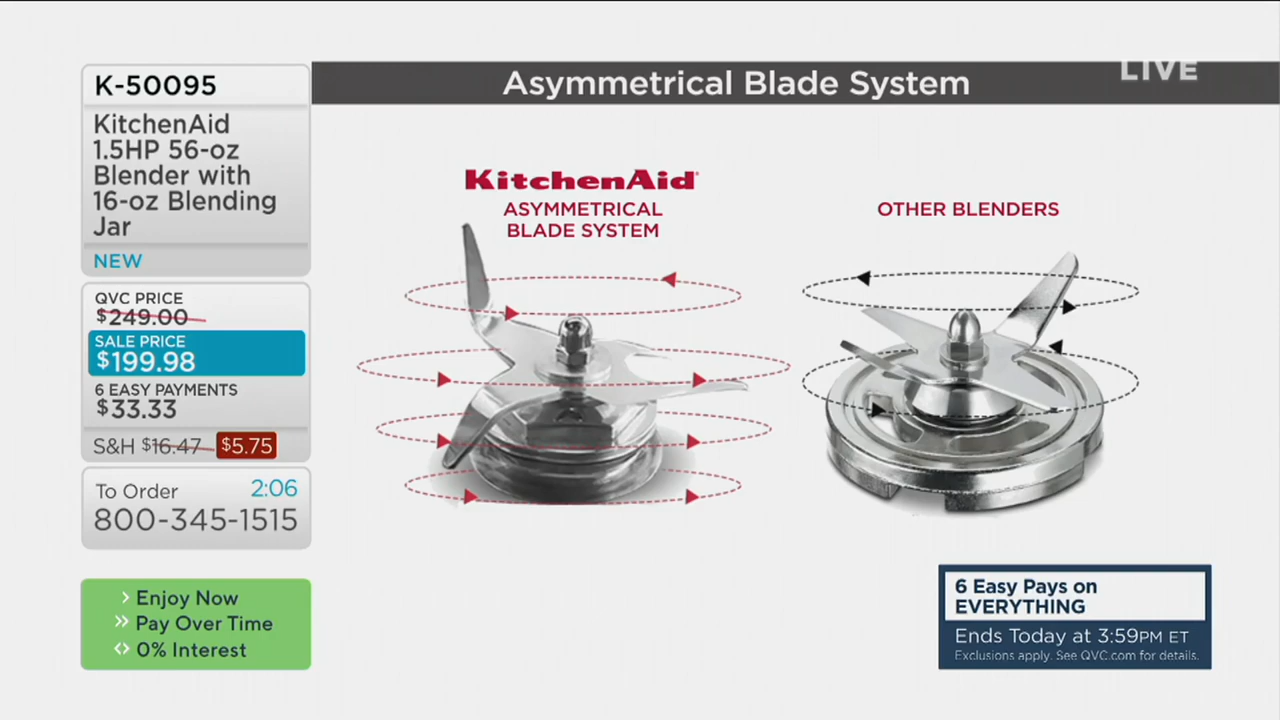 K-50095
KitchenAid
1.5HP 56-oz
Blender with
16-oz Blending
Jar
NEW
QVC PRICE
$249.00
SALE PRICE
$199.98
6 EASY PAYMENTS
$33.33
S&H $16.47 $5.75
To Order 2:06
800-345-1515
> Enjoy Now
>> Pay Over Time
<> 0% Interest
Asymmetrical Blade System
LIVE
KitchenAid®
ASYMMETRICAL
BLADE SYSTEM
OTHER BLENDERS
6 Easy Pays on
EVERYTHING
Ends Today at 3:59PM ET
Exclusions apply. See QVC.com for details.